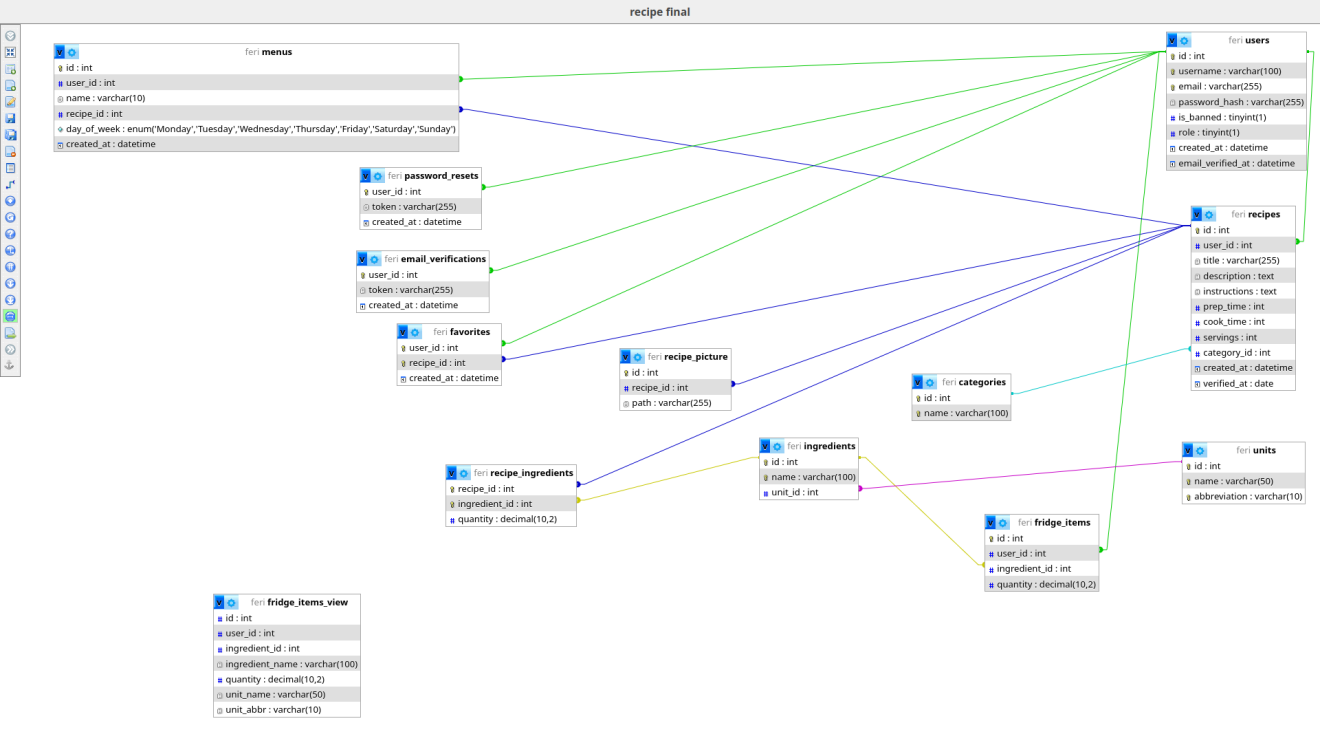 recipe final
feri menus
id : int
user_id : int
name : varchar(10)
recipe_id : int
day_of_week : enum('Monday','Tuesday','Wednesday','Thursday','Friday','Saturday','Sunday')
created_at : datetime
feri users
id : int
username : varchar(100)
email : varchar(255)
password_hash : varchar(255)
is_banned : tinyint(1)
role : tinyint(1)
created_at : datetime
email_verified_at : datetime
feri password_resets
user_id : int
token : varchar(255)
created_at : datetime
feri recipes
id : int
user_id : int
title : varchar(255)
description : text
instructions : text
prep_time : int
cook_time : int
servings : int
category_id : int
created_at : datetime
verified_at : date
feri email_verifications
user_id : int
token : varchar(255)
created_at : datetime
feri favorites
user_id : int
recipe_id : int
created_at : datetime
feri recipe_picture
id : int
recipe_id : int
path : varchar(255)
feri categories
id : int
name : varchar(100)
feri recipe_ingredients
recipe_id : int
ingredient_id : int
quantity : decimal(10,2)
feri ingredients
id : int
name : varchar(100)
unit_id : int
feri units
id : int
name : varchar(50)
abbreviation : varchar(10)
feri fridge_items
id : int
user_id : int
ingredient_id : int
quantity : decimal(10,2)
feri fridge_items_view
id : int
user_id : int
ingredient_id : int
ingredient_name : varchar(100)
quantity : decimal(10,2)
unit_name : varchar(50)
unit_abbr : varchar(10)